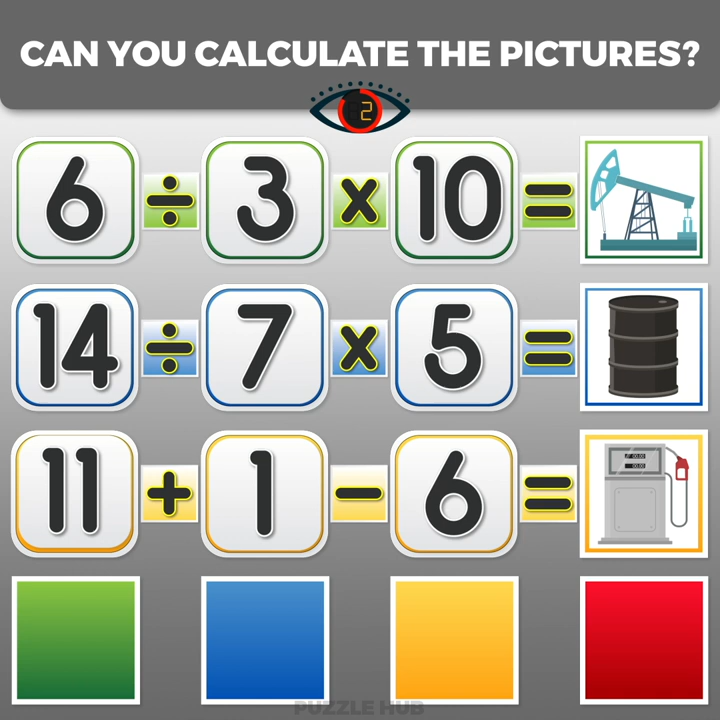 CAN YOU CALCULATE THE PICTURES?
2
6 ÷ 3 x 10 =
14 ÷ 7 x 5 =
11 + 1 - 6 =
PUZZLE HUB